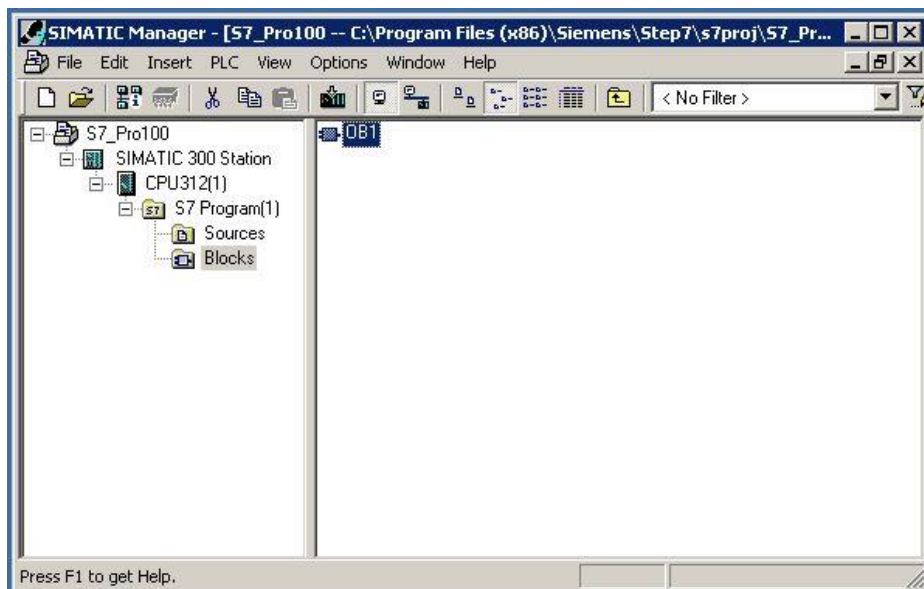 SIMATIC Manager - [S7_Pro100 -- C:\Program Files (x86)\Siemens\Step7\s7proj\S7_Pr...
File Edit Insert PLC View Options Window Help
< No Filter >
S7_Pro100
SIMATIC 300 Station
CPU312(1)
S7 Program(1)
Sources
Blocks
OB1
Press F1 to get Help.